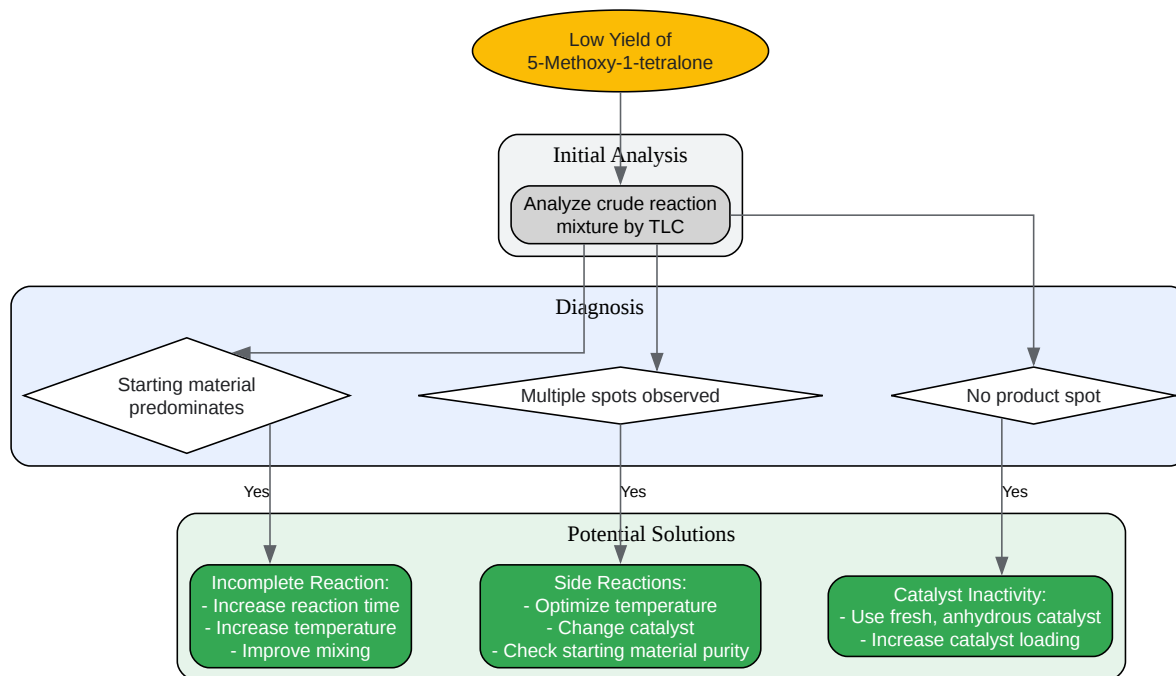 Low Yield of
5-Methoxy-1-tetralone
Initial Analysis
Analyze crude reaction
mixture by TLC
Diagnosis
Starting material
predominates
Multiple spots observed
No product spot
Yes
Yes
Yes
Potential Solutions
Incomplete Reaction:
- Increase reaction time
- Increase temperature
- Improve mixing
Side Reactions:
- Optimize temperature
- Change catalyst
- Check starting material purity
Catalyst Inactivity:
- Use fresh, anhydrous catalyst
- Increase catalyst loading